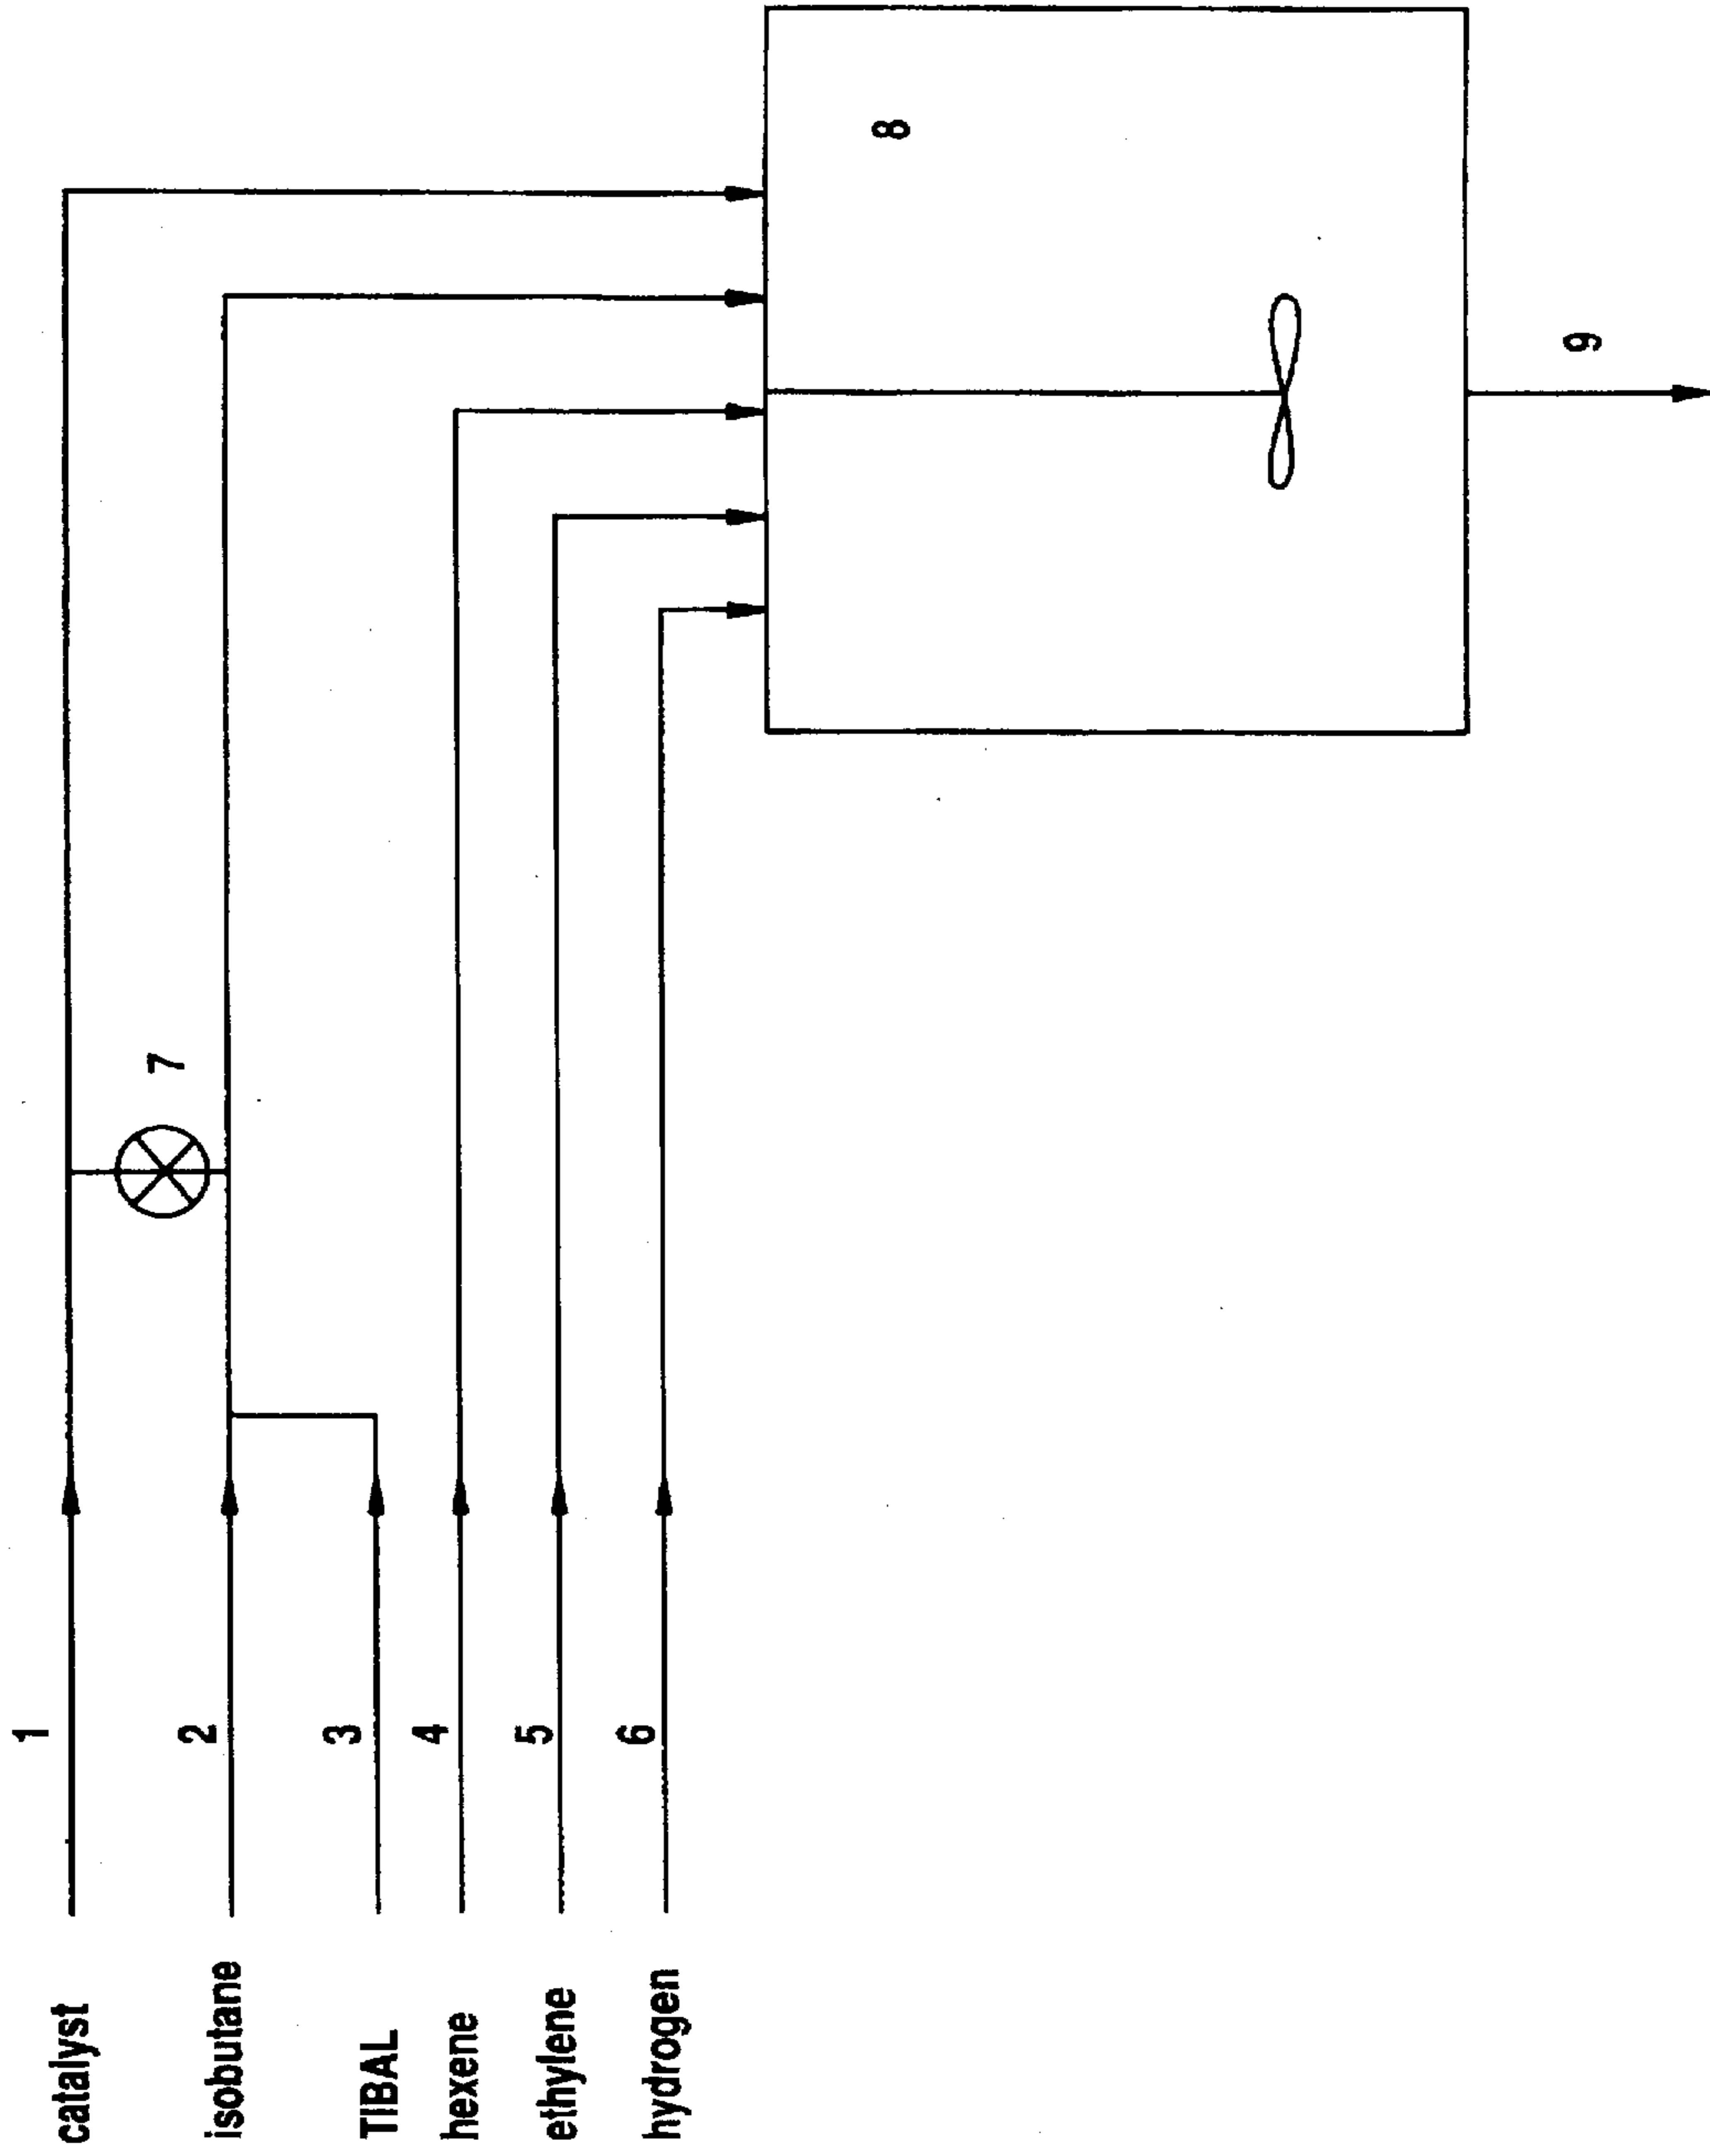 catalyst 1
isobutane 2
TIBAL 3
hexene 4
ethylene 5
hydrogen 6
7
8
9